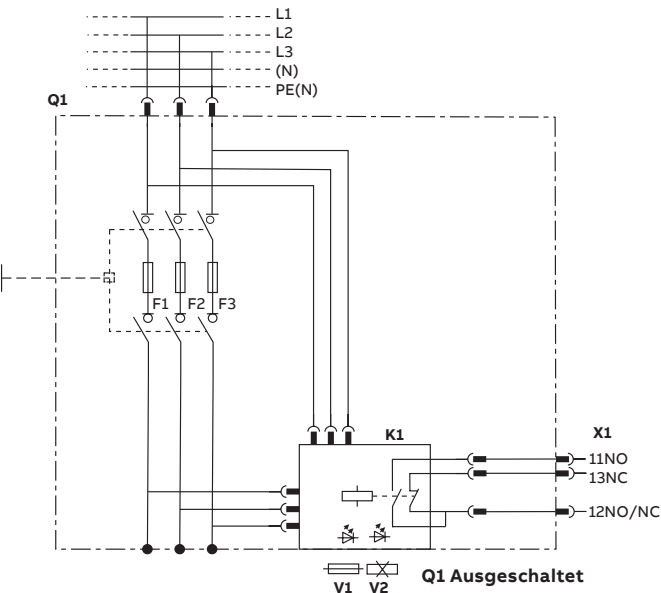 L1
L2
L3
(N)
PE(N)
Q1
F1 F2 F3
K1 X1
11NO
13NC
12NO/NC
V1 V2
Q1 Ausgeschaltet